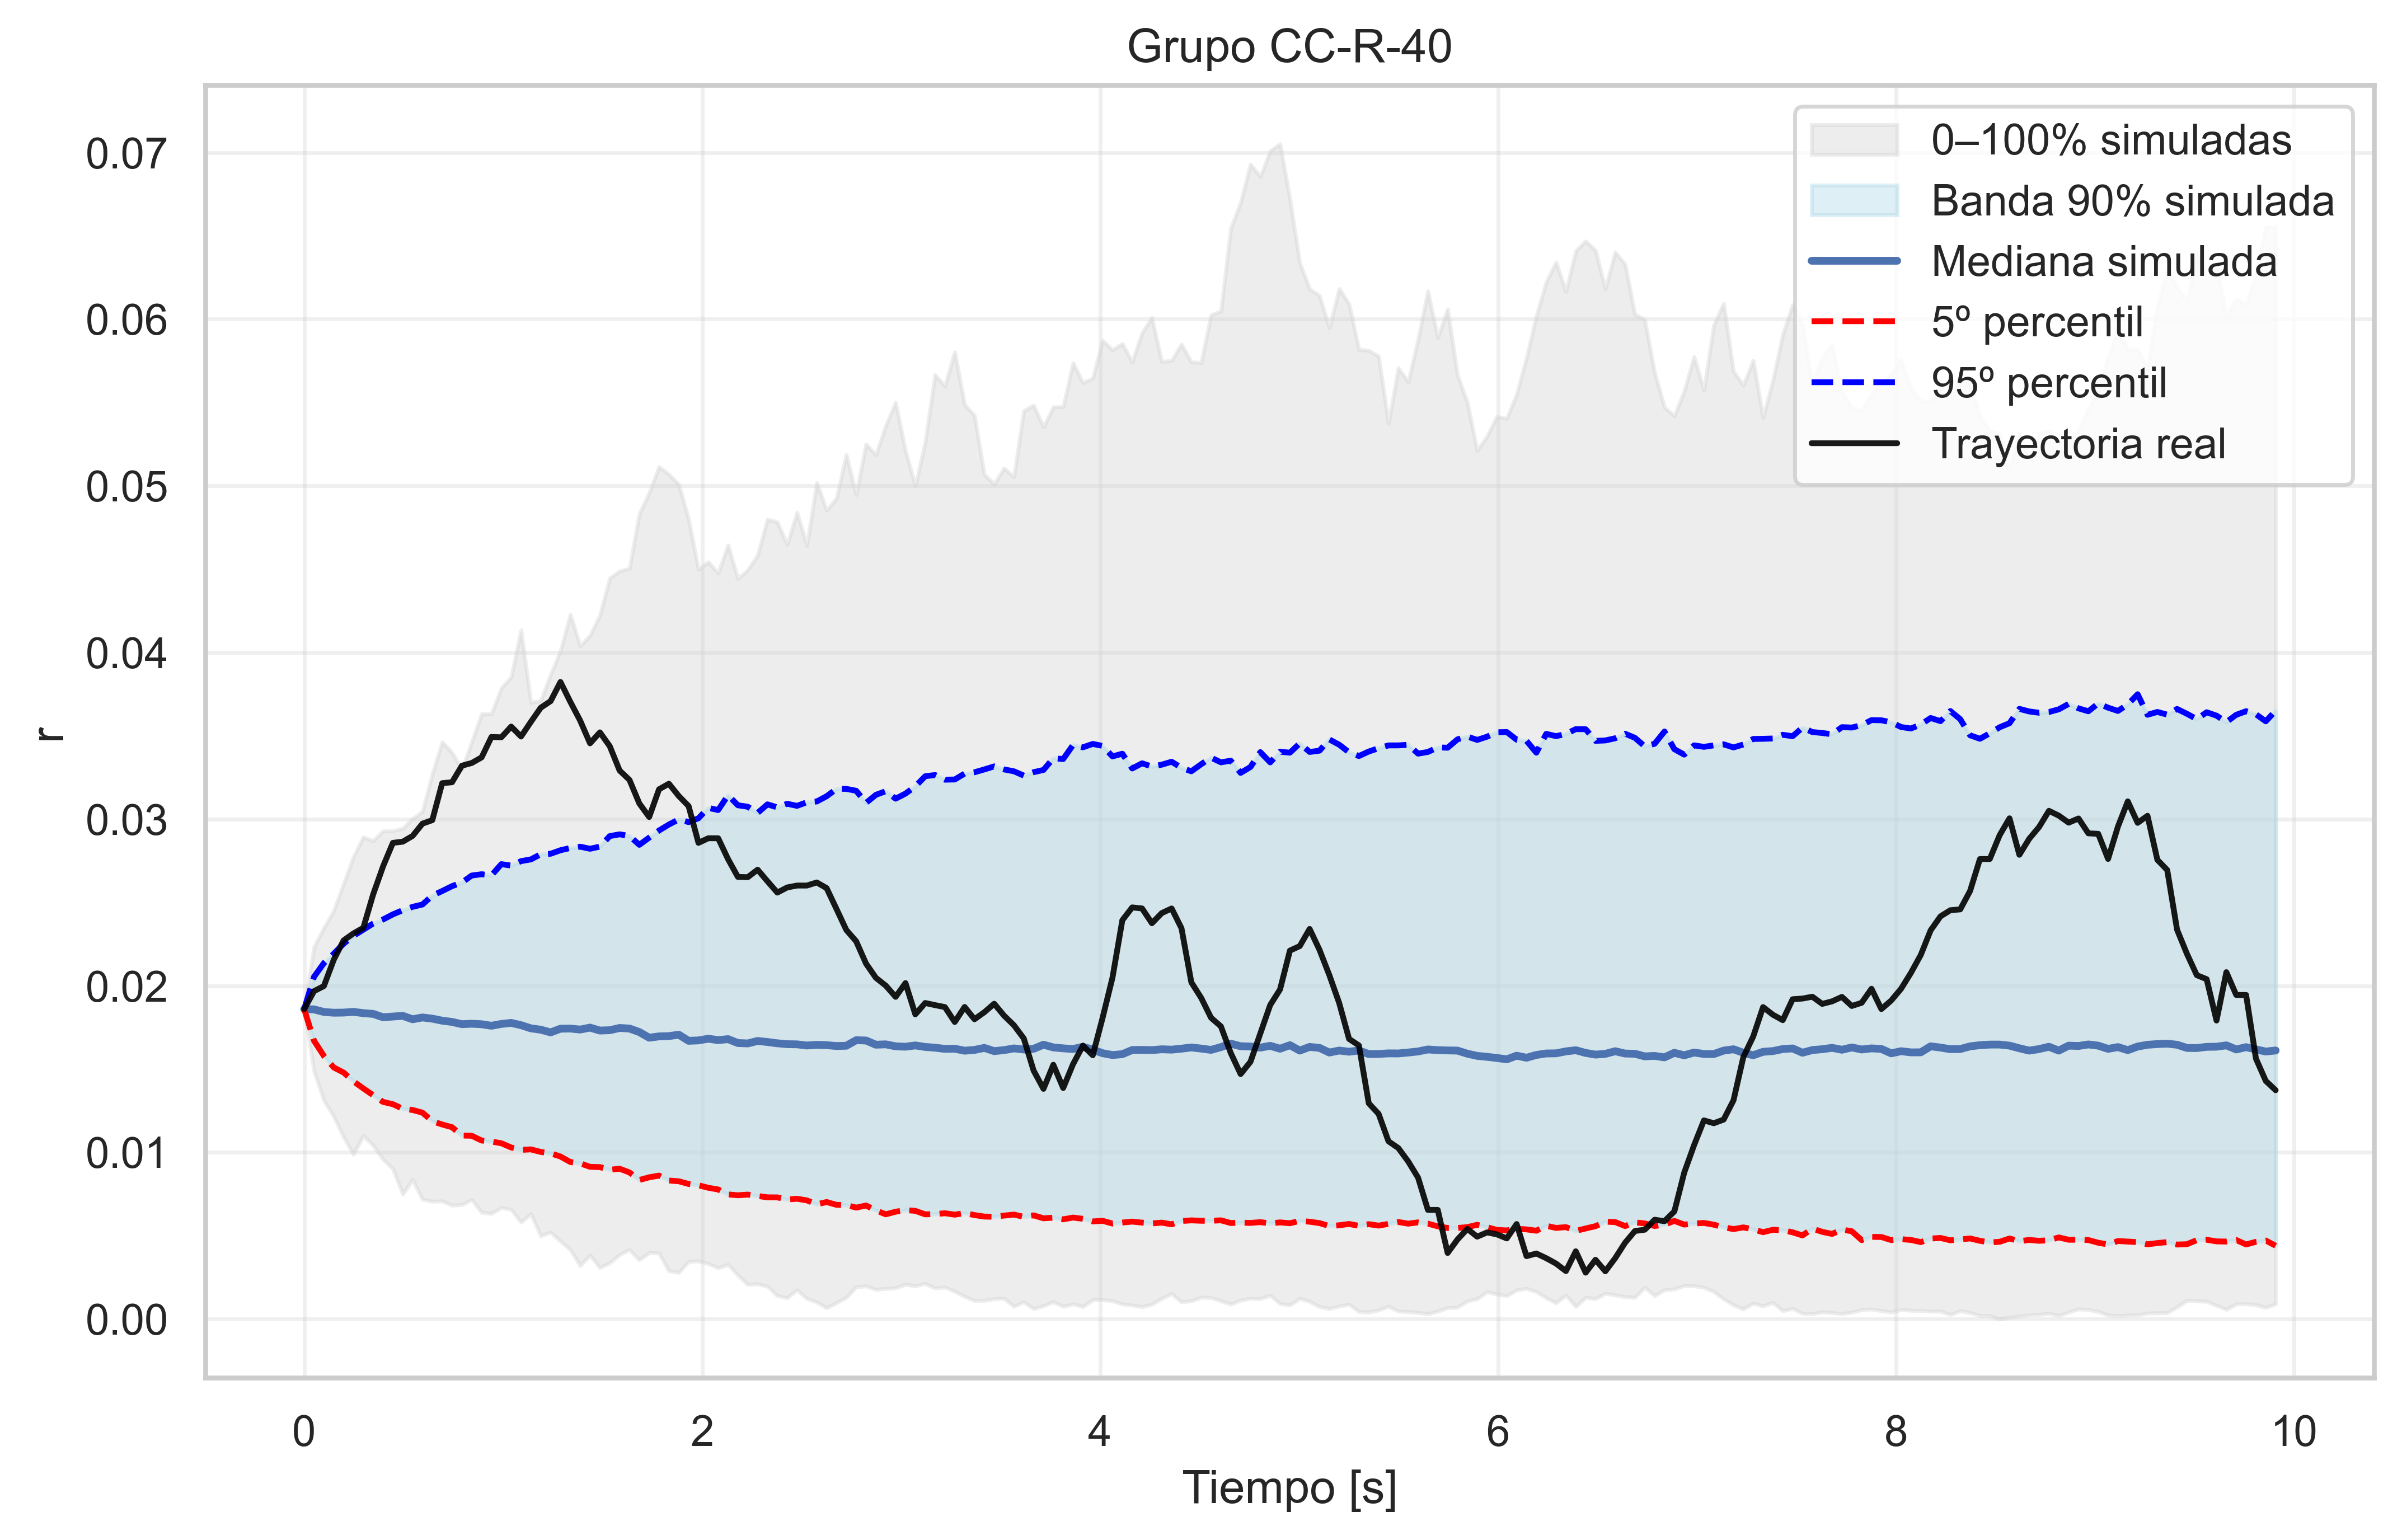 Grupo CC-R-40
0–100% simuladas
Banda 90% simulada
Mediana simulada
5º percentil
95º percentil
Trayectoria real
r
0.07
0.06
0.05
0.04
0.03
0.02
0.01
0.00
0 2 4 6 8 10
Tiempo [s]